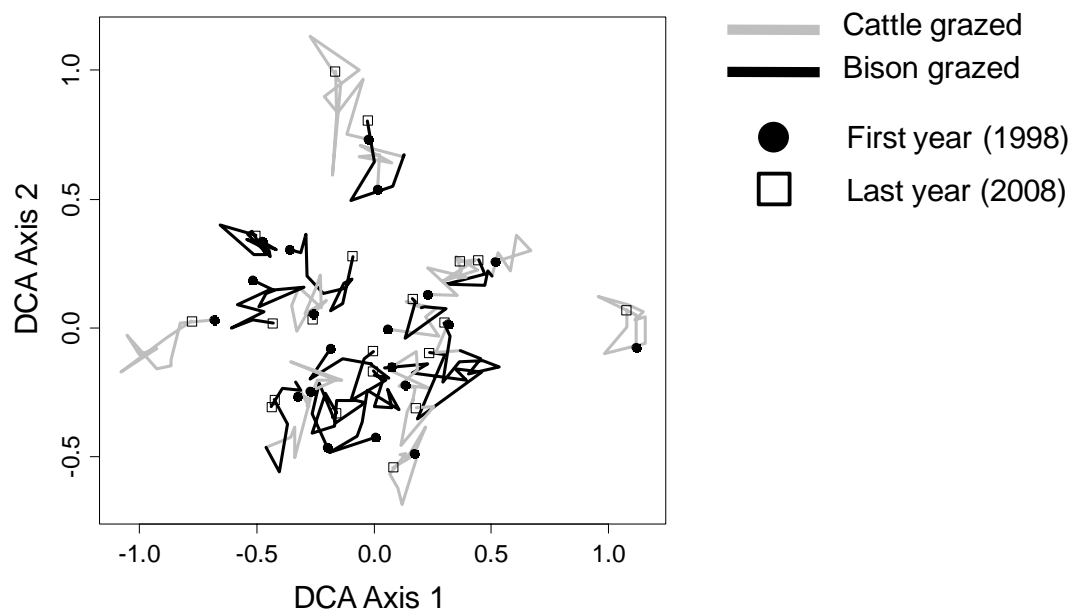 Cattle grazed
Bison grazed
First year (1998)
Last year (2008)
DCA Axis 2
1.0
0.5
0.0
-0.5
-1.0
-0.5
0.0
0.5
1.0
DCA Axis 1